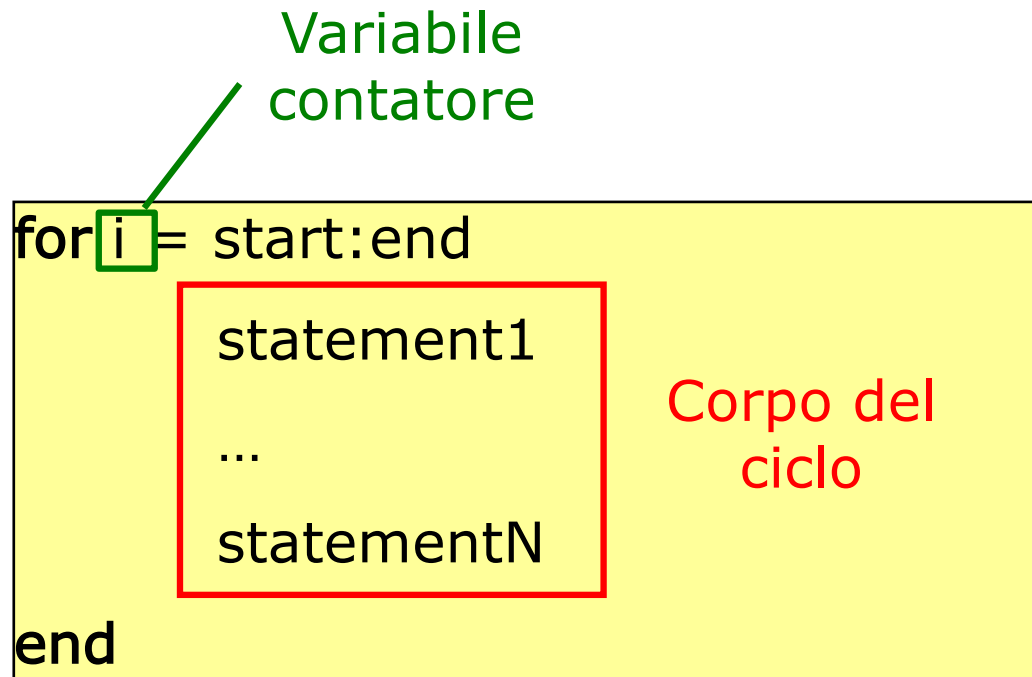 Variabile
contatore
for i = start:end
statement1
…
Corpo del
ciclo
statementN
end